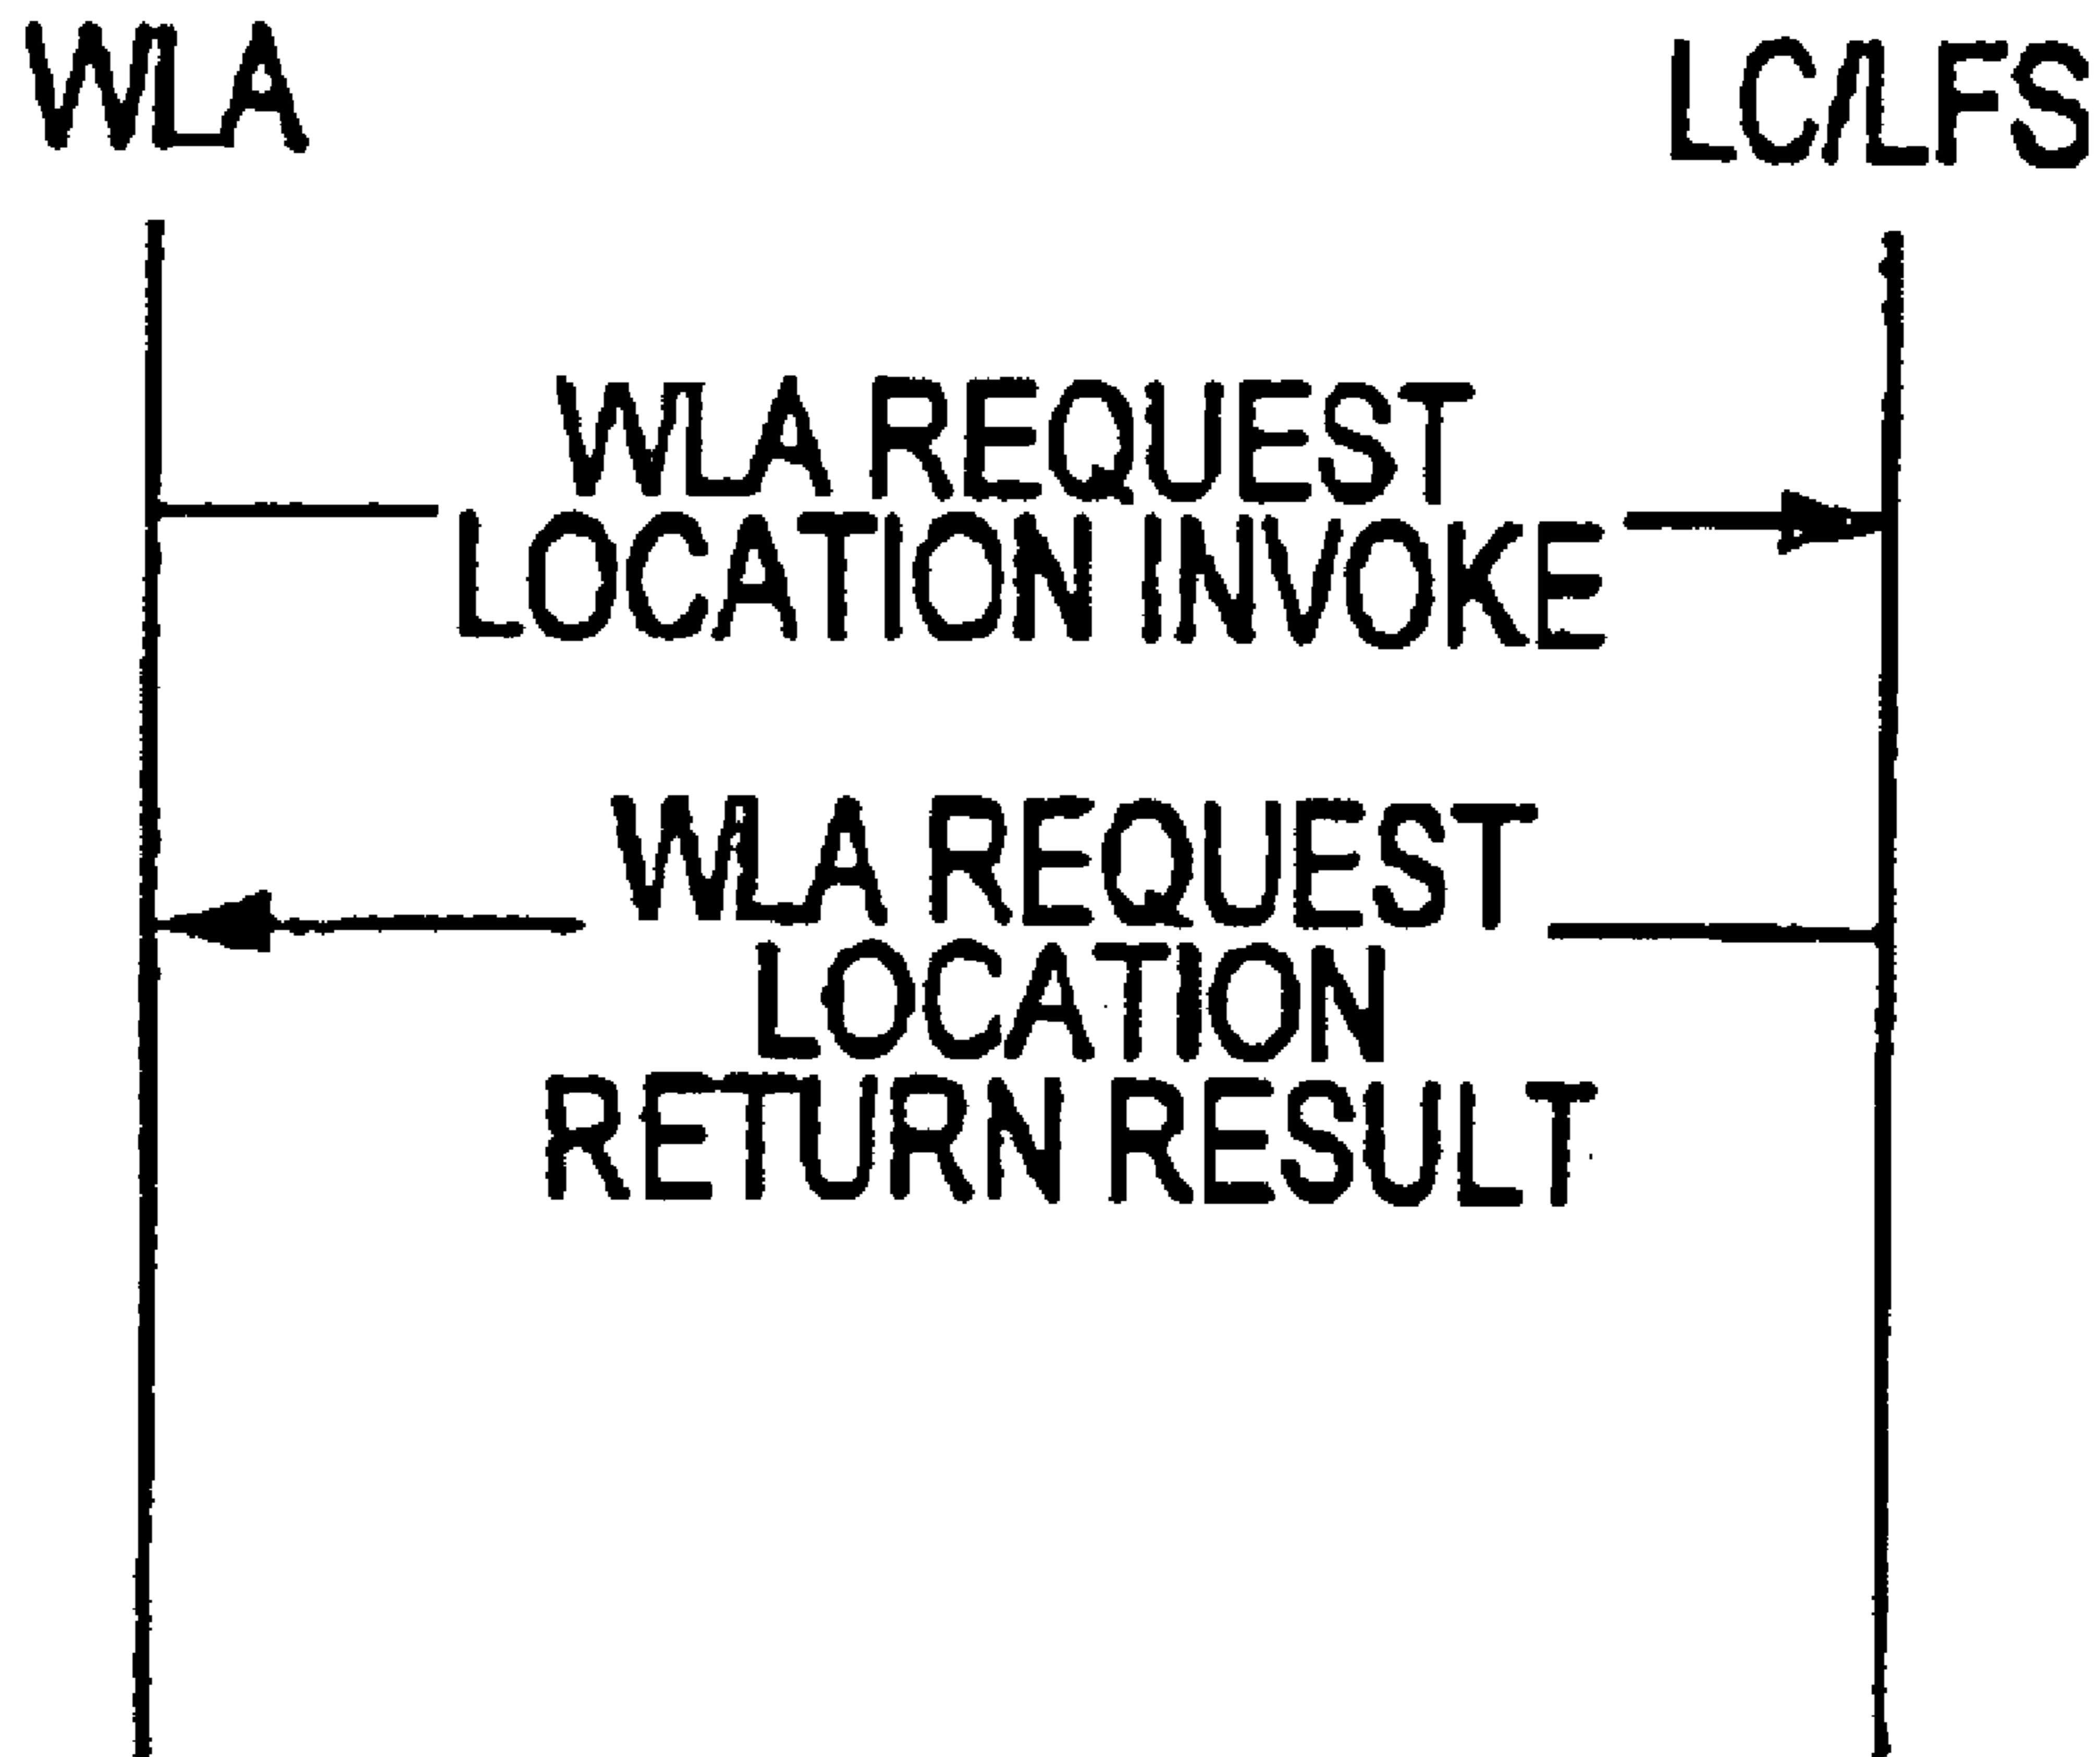 WLA
LC/LFS
WLA REQUEST
LOCATION INVOKE
WLA REQUEST
LOCATION
RETURN RESULT